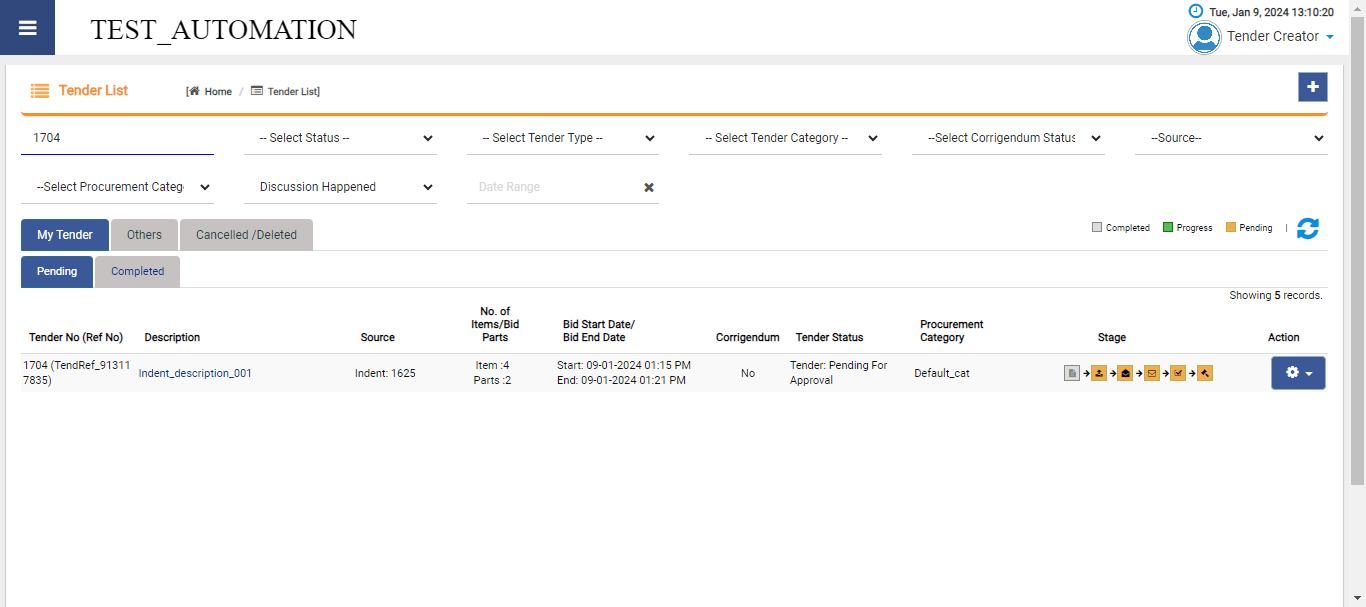 TEST_AUTOMATION
Tue, Jan 9, 2024 13:10:20
Tender Creator
Tender List
[ Home / Tender List]
1704
-- Select Status --
-- Select Tender Type --
-- Select Tender Category --
--Select Corrigendum Status
--Source--
--Select Procurement Categ
Discussion Happened
Date Range
My Tender
Others
Cancelled /Deleted
Completed
Progress
Pending
|
Pending
Completed
Showing 5 records.
Tender No (Ref No)
Description
Source
No. of
Items/Bid
Parts
Bid Start Date/
Bid End Date
Corrigendum
Tender Status
Procurement
Category
Stage
Action
1704 (TendRef_91311
7835)
Indent_description_001
Indent: 1625
Item :4
Parts :2
Start: 09-01-2024 01:15 PM
End: 09-01-2024 01:21 PM
No
Tender: Pending For
Approval
Default_cat